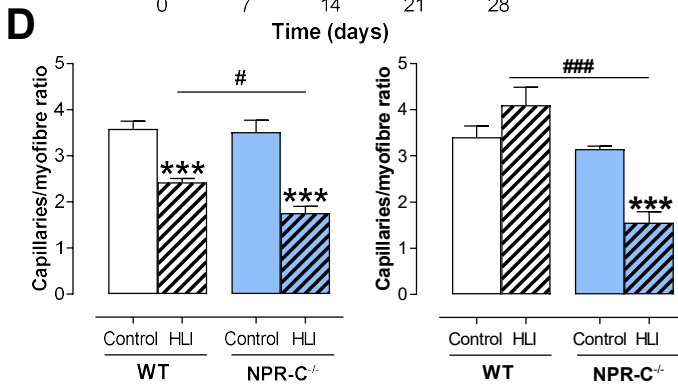 0 7 14 21 28
D
Time (days)
Capillaries/myofibre ratio
5
4
3
2
1
0
#
***
***
Control HLI Control HLI
WT NPR-C-/-
Capillaries/myofibre ratio
5
4
3
2
1
0
###
***
Control HLI Control HLI
WT NPR-C-/-